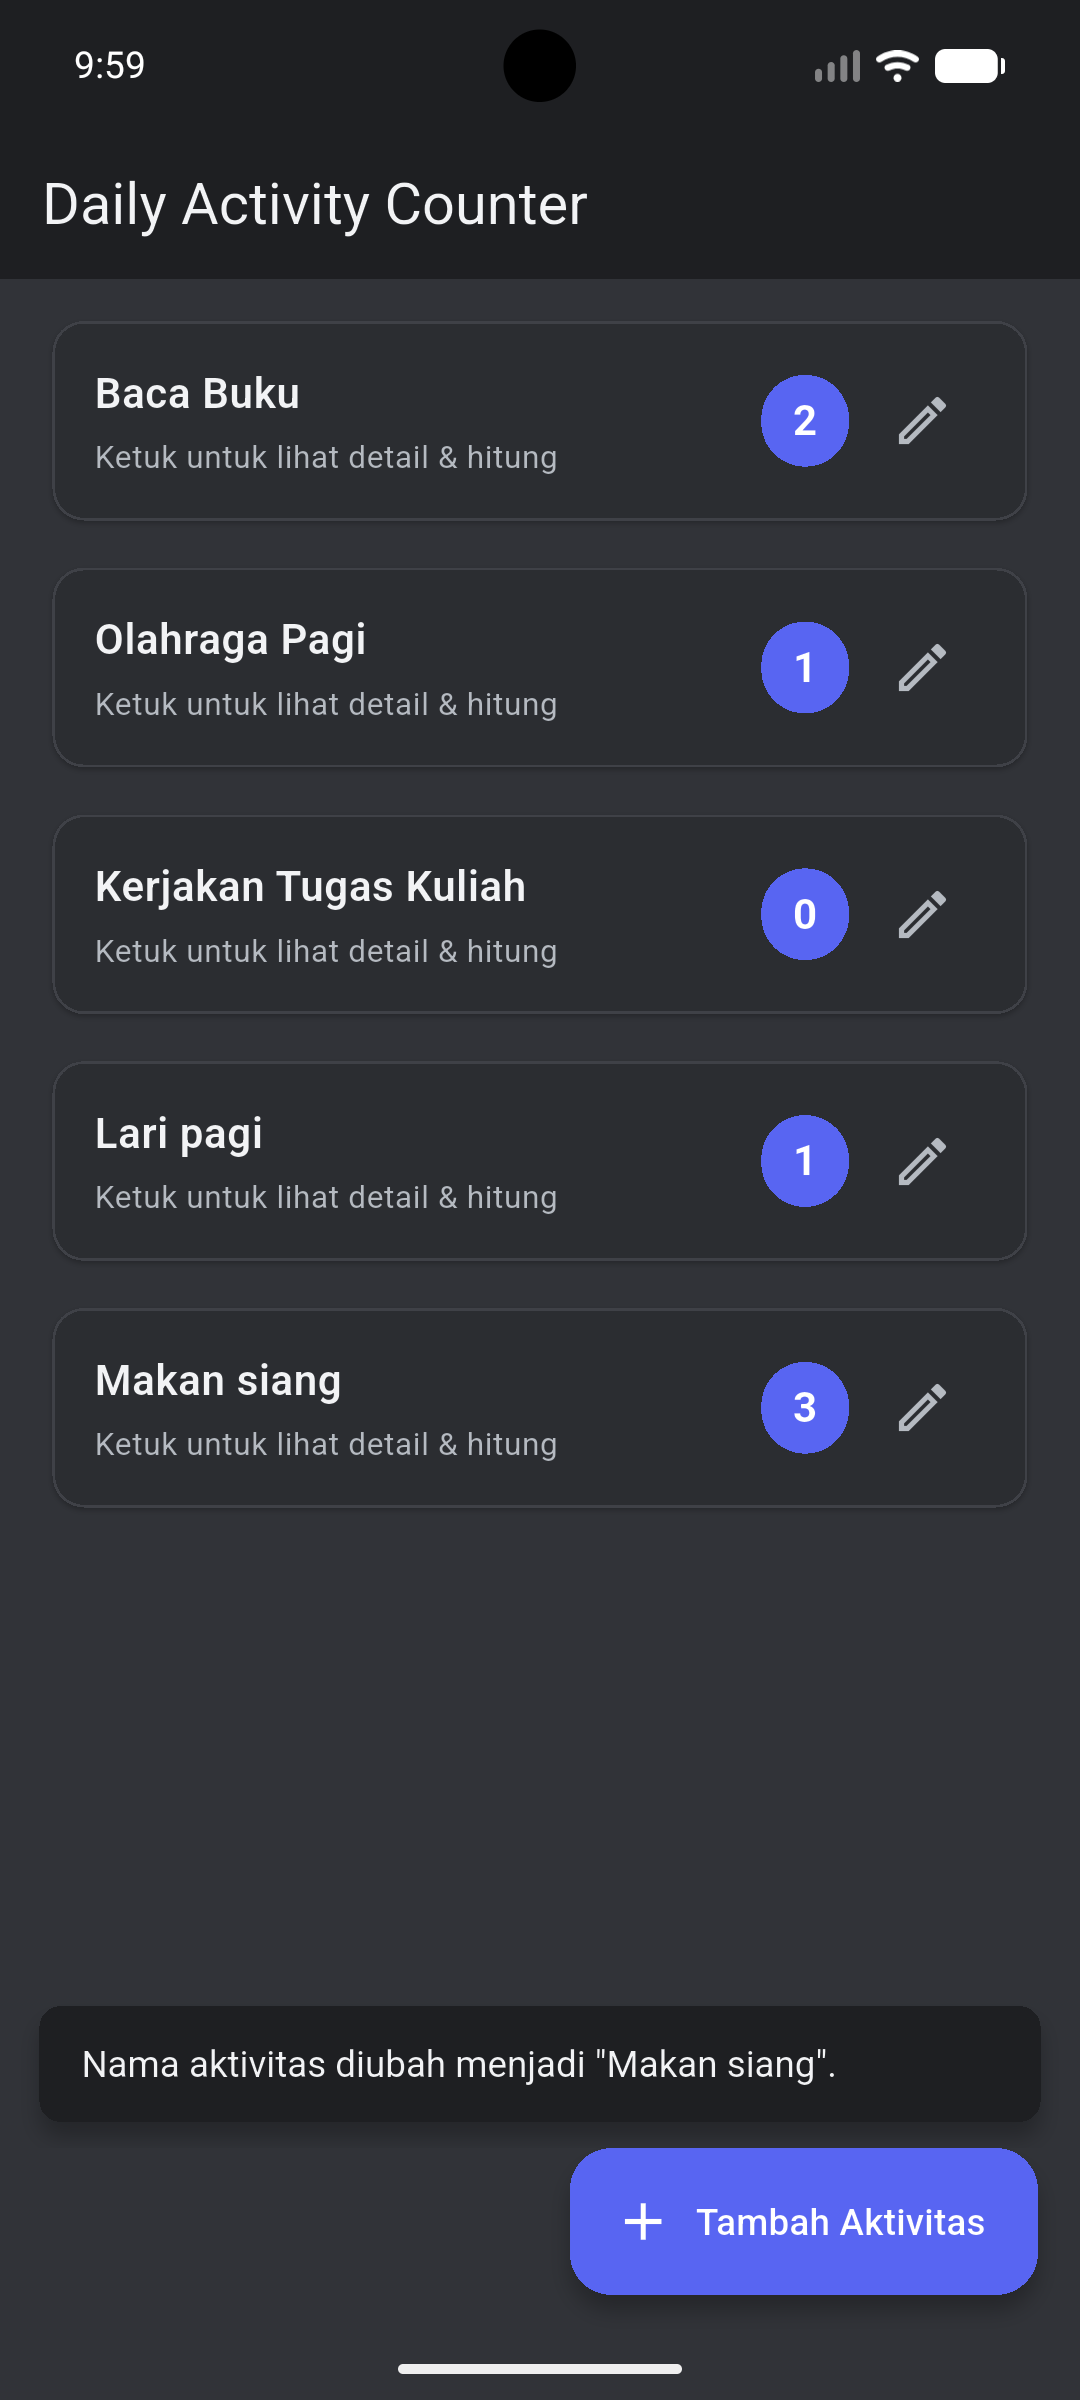 9:59
Daily Activity Counter
Baca Buku
Ketuk untuk lihat detail & hitung
2
Olahraga Pagi
Ketuk untuk lihat detail & hitung
1
Kerjakan Tugas Kuliah
Ketuk untuk lihat detail & hitung
0
Lari pagi
Ketuk untuk lihat detail & hitung
1
Makan siang
Ketuk untuk lihat detail & hitung
3
Nama aktivitas diubah menjadi "Makan siang".
Tambah Aktivitas